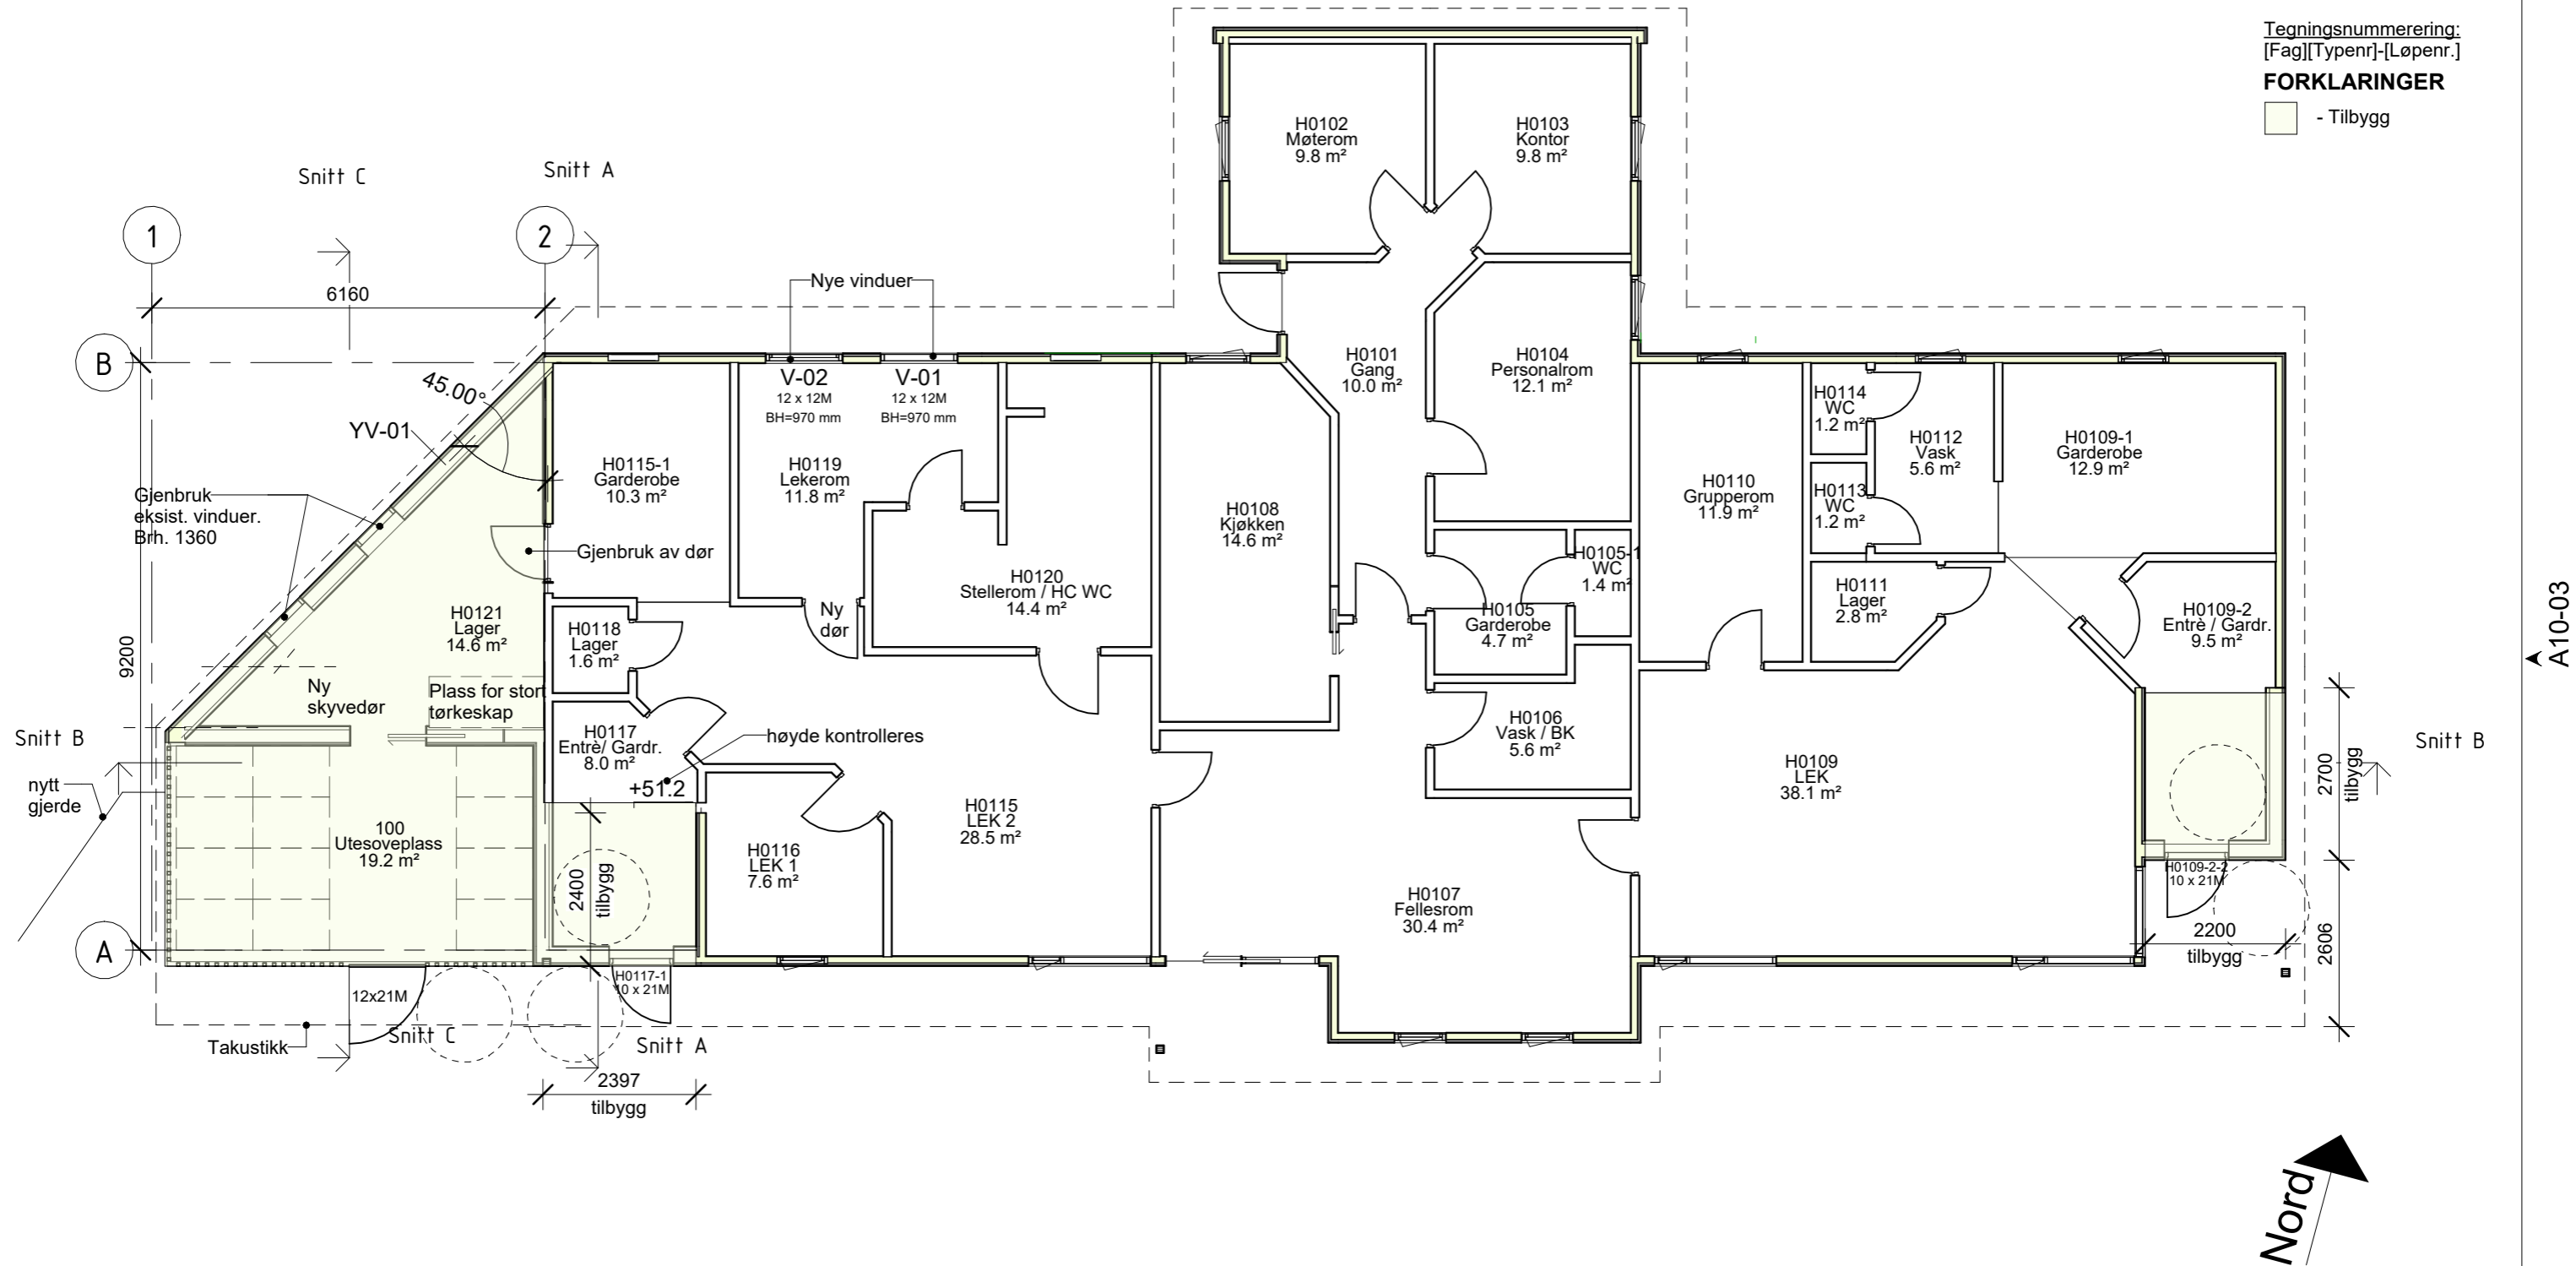 Tegningsnummerering:
[Fag][Typenr]-[Løpenr.]
FORKLARINGER
- Tilbygg
Snitt C
Snitt A
1
2
6160
B
A
9200
45.00°
YV-01
Gjenbruk
eksist. vinduer.
Brh. 1360
Nye vinduer
V-02
12 x 12M
BH=970 mm
V-01
12 x 12M
BH=970 mm
H0102
Møterom
9.8 m²
H0103
Kontor
9.8 m²
H0101
Gang
10.0 m²
H0104
Personalrom
12.1 m²
H0115-1
Garderobe
10.3 m²
H0119
Lekerom
11.8 m²
Gjenbruk av dør
H0120
Stellerom / HC WC
14.4 m²
H0108
Kjøkken
14.6 m²
H0105-1
WC
1.4 m²
H0105
Garderobe
4.7 m²
H0106
Vask / BK
5.6 m²
H0110
Grupperom
11.9 m²
H0114
WC
1.2 m²
H0113
WC
1.2 m²
H0112
Vask
5.6 m²
H0109-1
Garderobe
12.9 m²
H0111
Lager
2.8 m²
H0109-2
Entrè / Gardr.
9.5 m²
H0121
Lager
14.6 m²
H0118
Lager
1.6 m²
Ny
dør
Ny
skyvedør
Plass for stort
tørkeskap
H0117
Entrè/ Gardr.
8.0 m²
høyde kontrolleres
+51.2
Snitt B
nytt
gjerde
100
Utesoveplass
19.2 m²
2400
tilbygg
H0116
LEK 1
7.6 m²
H0115
LEK 2
28.5 m²
H0107
Fellesrom
30.4 m²
H0109
LEK
38.1 m²
2700
tilbygg
Snitt B
H0109-2-2
10 x 21M
2200
tilbygg
2606
12x21M
H0117-1
10 x 21M
Takustikk
Snitt C
Snitt A
2397
tilbygg
A10-03
Nord